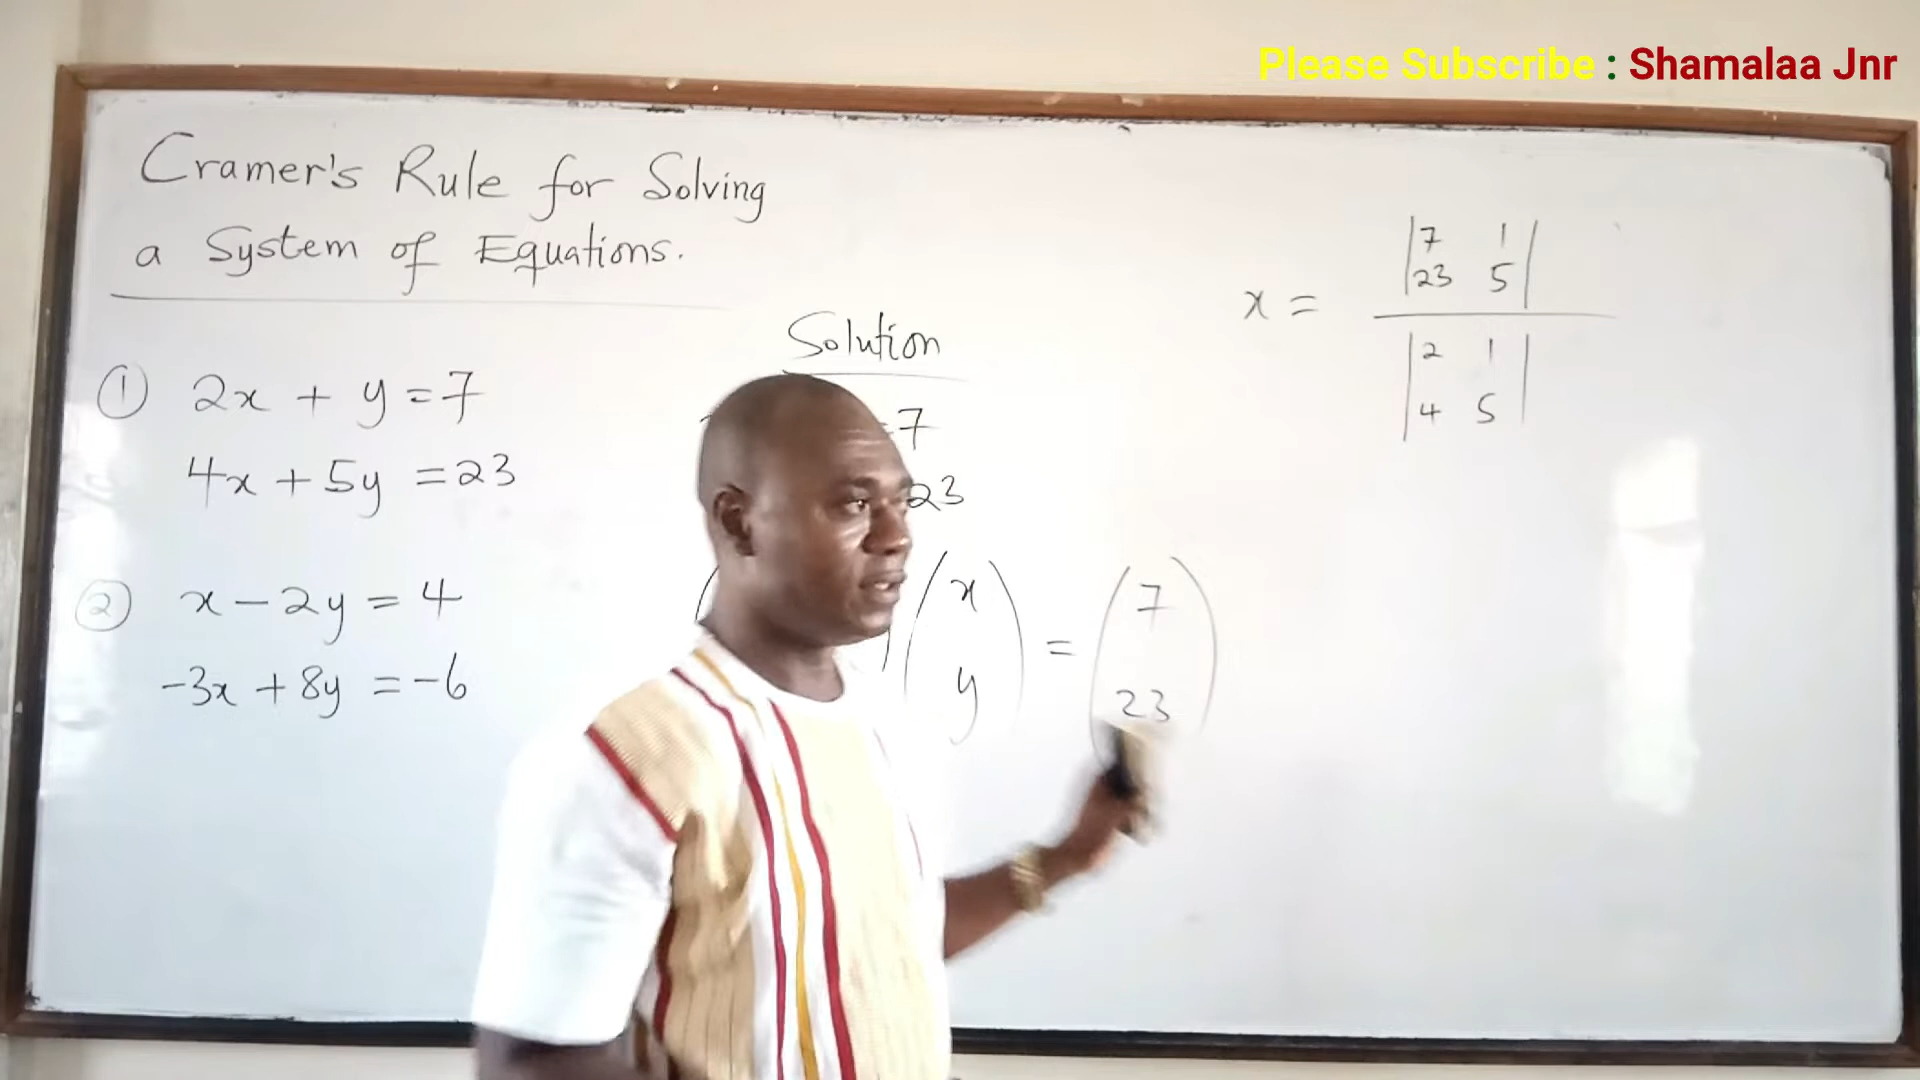 Please Subscribe : Shamalaa Jnr
Cramer's Rule for Solving
a System of Equations.
① 2x + y = 7
4x + 5y = 23
② x - 2y = 4
-3x + 8y = -6
Solution
= 7
23
(x
y) = (7
23)
x = |7 1|
|23 5|
|2 1|
|4 5|